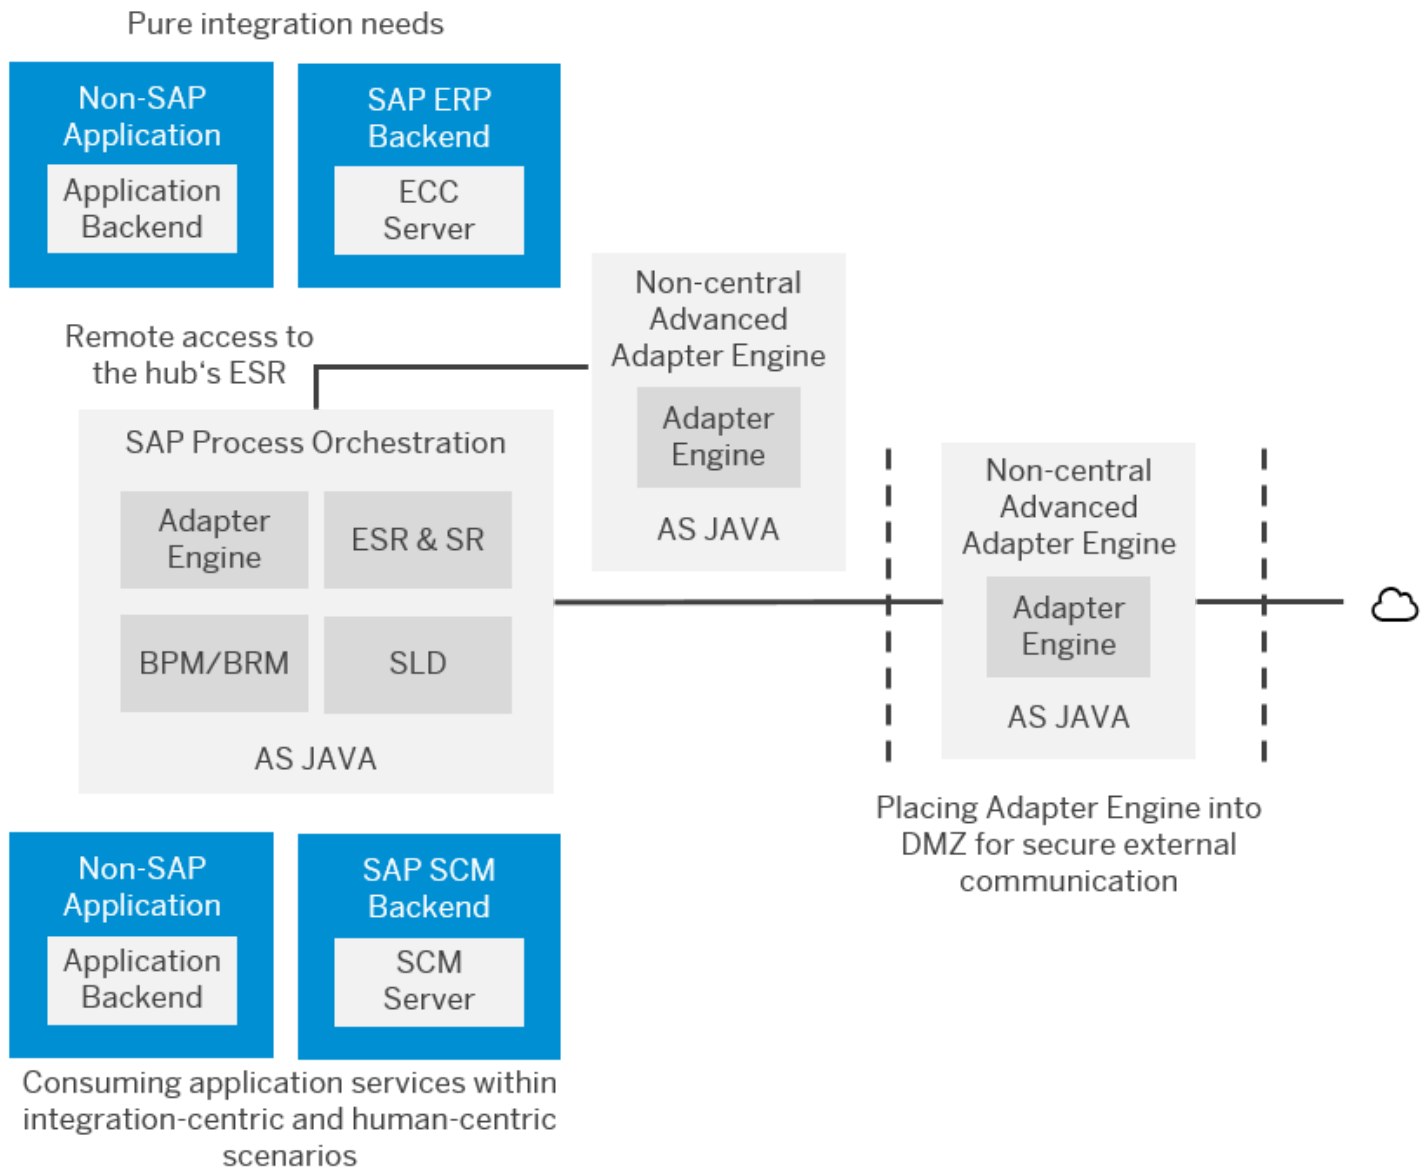 Pure integration needs
Non-SAP
Application
Application
Backend
SAP ERP
Backend
ECC
Server
Remote access to
the hub‘s ESR
Non-central
Advanced
Adapter Engine
Adapter
Engine
AS JAVA
SAP Process Orchestration
Adapter
Engine
ESR & SR
BPM/BRM
SLD
AS JAVA
Non-central
Advanced
Adapter Engine
Adapter
Engine
AS JAVA
Placing Adapter Engine into
DMZ for secure external
communication
Non-SAP
Application
Application
Backend
SAP SCM
Backend
SCM
Server
Consuming application services within
integration-centric and human-centric
scenarios